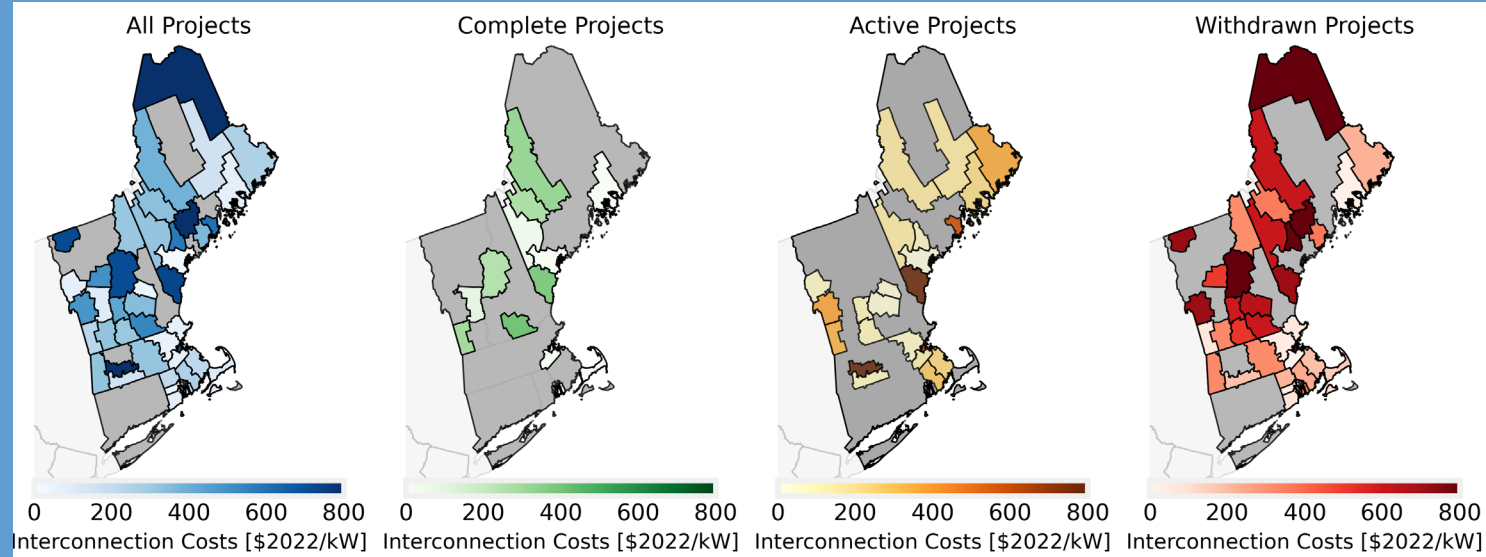 All Projects
Complete Projects
Active Projects
Withdrawn Projects
0 200 400 600 800
0 200 400 600 800
0 200 400 600 800
0 200 400 600 800
Interconnection Costs [$2022/kW]
Interconnection Costs [$2022/kW]
Interconnection Costs [$2022/kW]
Interconnection Costs [$2022/kW]